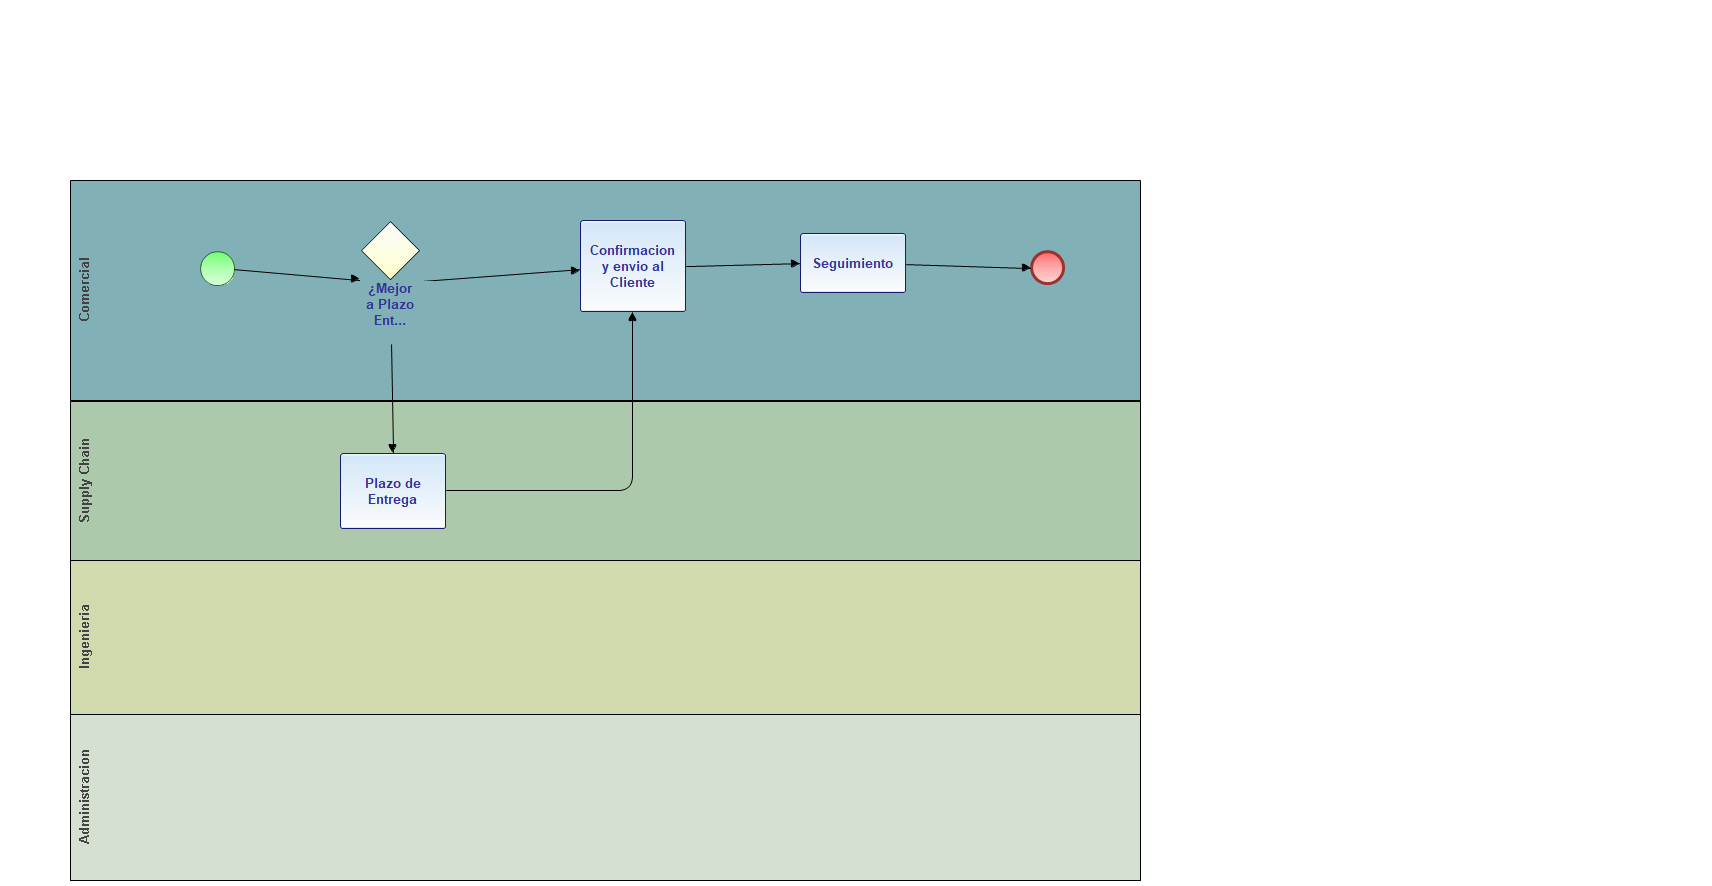 Comercial
¿Mejor
a Plazo
Ent...
Confirmacion
y envio al
Cliente
Seguimiento
Supply Chain
Plazo de
Entrega
Ingenieria
Administracion